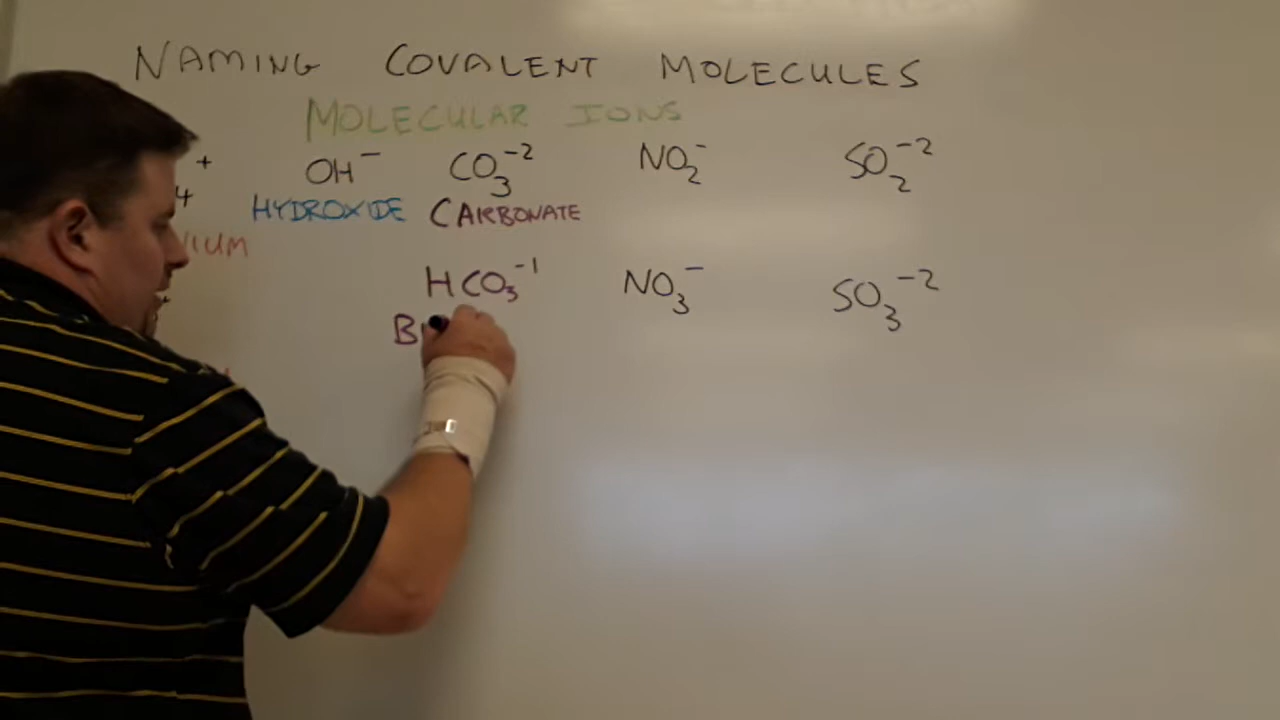 NAMING COVALENT MOLECULES
MOLECULAR IONS
4+ OH⁻ CO₃⁻² NO₂⁻ SO₂⁻²
NIUM HYDROXIDE CARBONATE
HCO₃⁻¹ NO₃⁻ SO₃⁻²
B